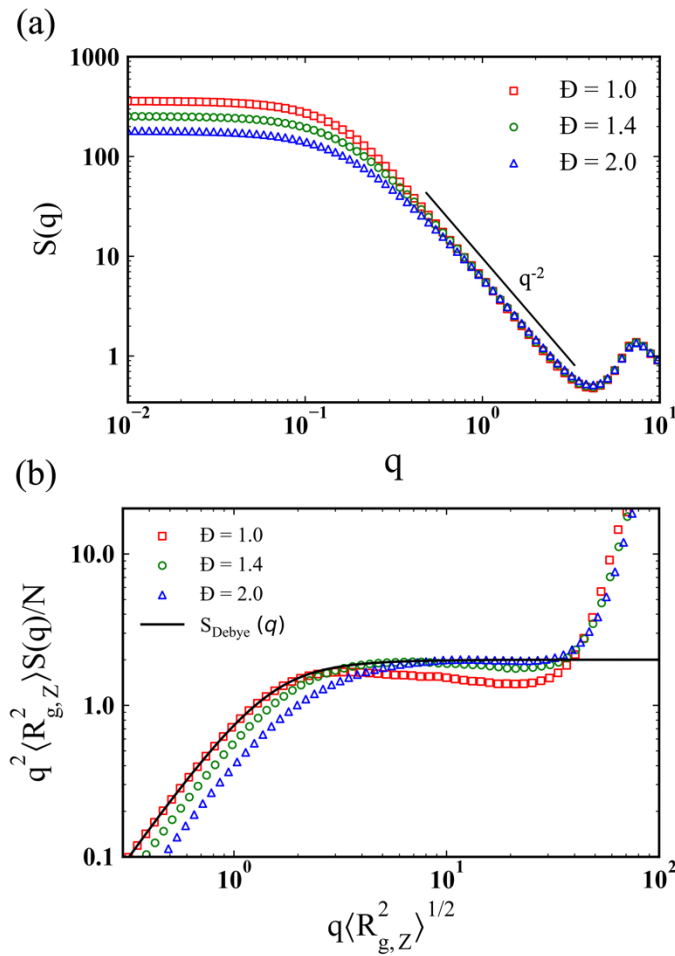 (a)
1000
100
10
1
S(q)
Đ = 1.0
Đ = 1.4
Đ = 2.0
q⁻²
10⁻² 10⁻¹ 10⁰ 10¹
q
(b)
10.0
1.0
0.1
q²⟨R²g,Z⟩S(q)/N
Đ = 1.0
Đ = 1.4
Đ = 2.0
S_Debye (q)
10⁰ 10¹ 10²
q⟨R²g,Z⟩^1/2